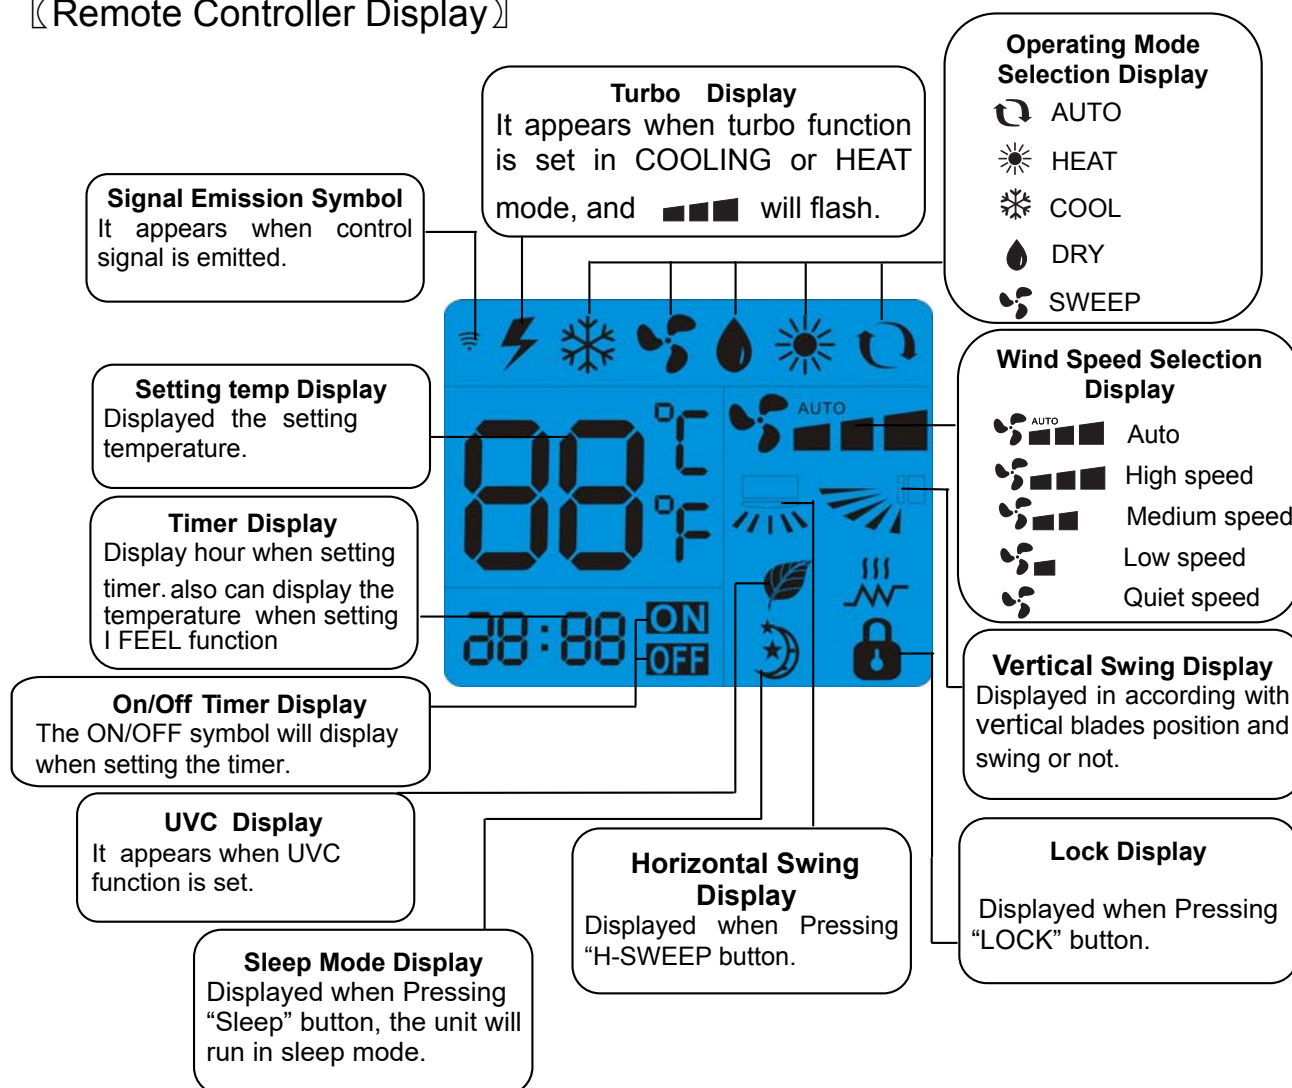 〖Remote Controller Display〗
Operating Mode
Selection Display
AUTO
HEAT
COOL
DRY
SWEEP
Turbo Display
It appears when turbo function
is set in COOLING or HEAT
mode, and will flash.
Signal Emission Symbol
It appears when control
signal is emitted.
Setting temp Display
Displayed the setting
temperature.
Timer Display
Display hour when setting
timer. also can display the
temperature when setting
I FEEL function
On/Off Timer Display
The ON/OFF symbol will display
when setting the timer.
UVC Display
It appears when UVC
function is set.
Sleep Mode Display
Displayed when Pressing
“Sleep” button, the unit will
run in sleep mode.
88 °C
°F
AUTO
88:88 ON
OFF
Wind Speed Selection
Display
AUTO Auto
High speed
Medium speed
Low speed
Quiet speed
Vertical Swing Display
Displayed in according with
vertical blades position and
swing or not.
Horizontal Swing
Display
Displayed when Pressing
“H-SWEEP button.
Lock Display
Displayed when Pressing
“LOCK” button.